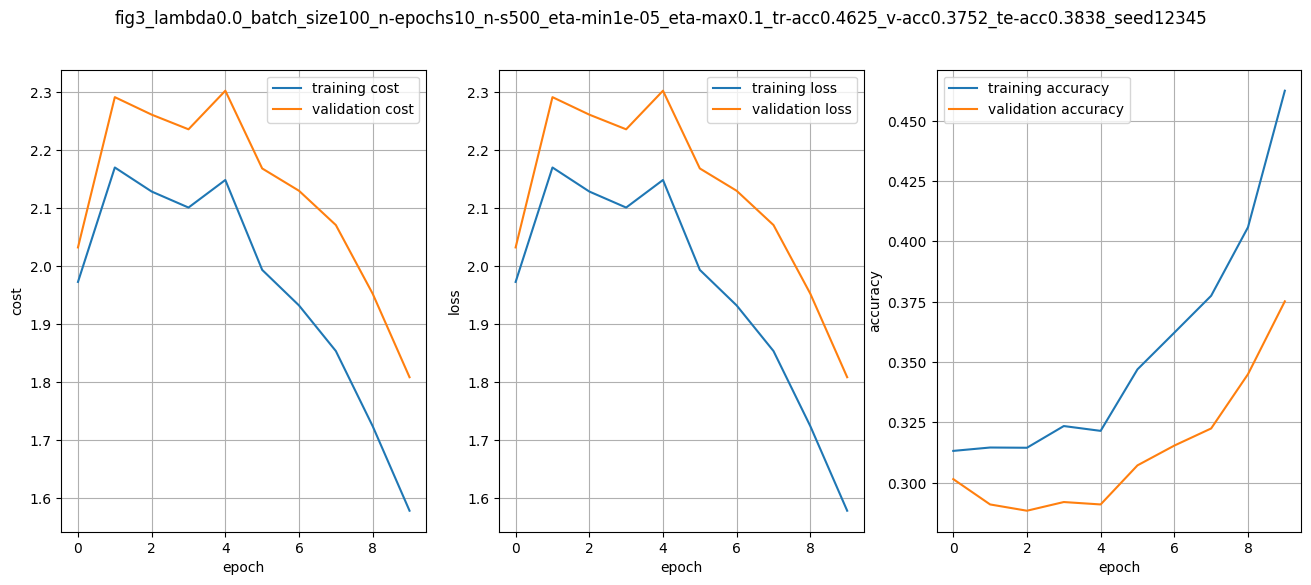 fig3_lambda0.0_batch_size100_n-epochs10_n-s500_eta-min1e-05_eta-max0.1_tr-acc0.4625_v-acc0.3752_te-acc0.3838_seed12345
training cost
validation cost
2.3
2.2
2.1
2.0
1.9
1.8
1.7
1.6
cost
0 2 4 6 8
epoch
training loss
validation loss
2.3
2.2
2.1
2.0
1.9
1.8
1.7
1.6
loss
0 2 4 6 8
epoch
training accuracy
validation accuracy
0.450
0.425
0.400
0.375
0.350
0.325
0.300
accuracy
0 2 4 6 8
epoch